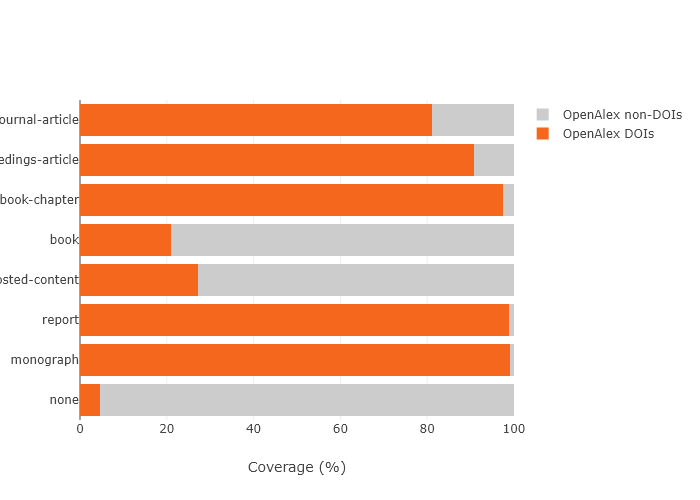 ournal-article
edings-article
book-chapter
book
osted-content
report
monograph
none
0 20 40 60 80 100
Coverage (%)
OpenAlex non-DOIs
OpenAlex DOIs